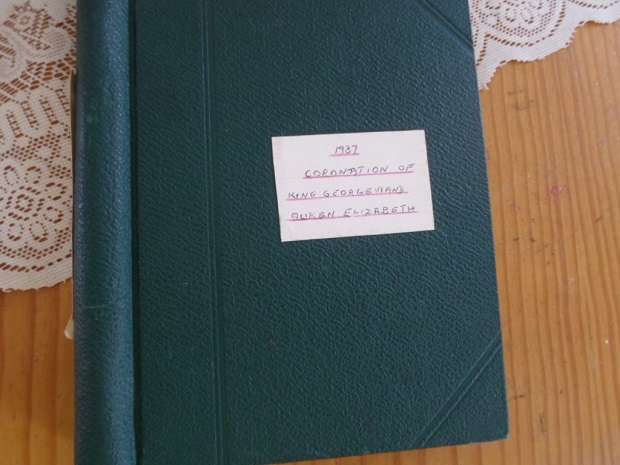 1937
CORONATION OF
KING GEORGE VI AND
QUEEN ELIZABETH